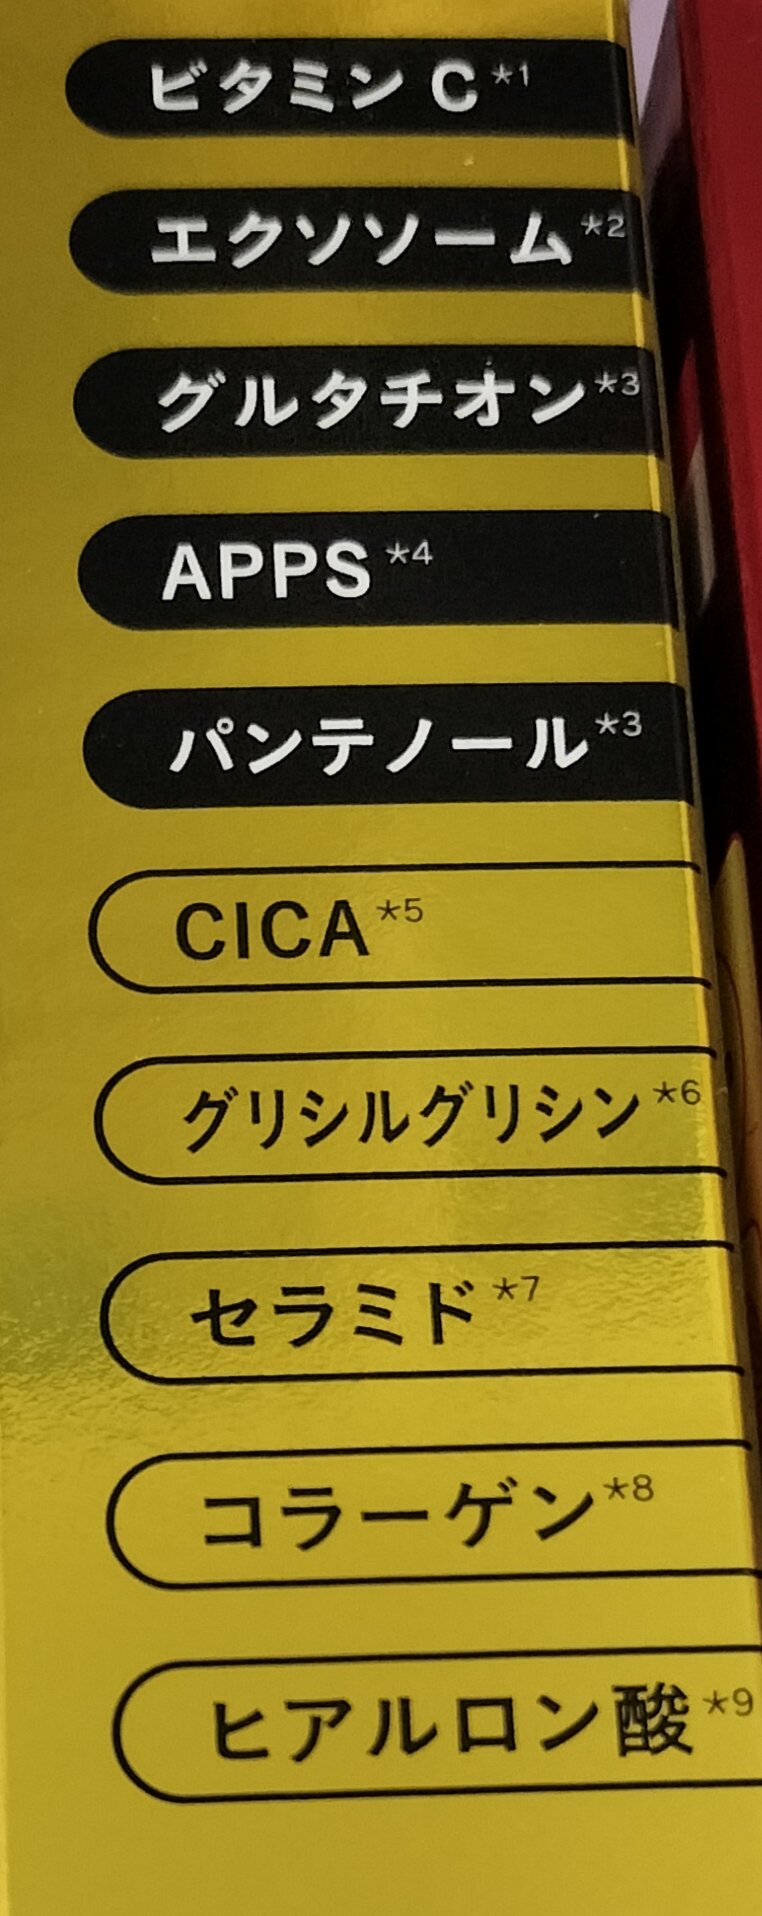 ビタミンC*1
エクソソーム*2
グルタチオン*3
APPS*4
パンテノール*3
CICA*5
グリシルグリシン*6
セラミド*7
コラーゲン*8
ヒアルロン酸*9